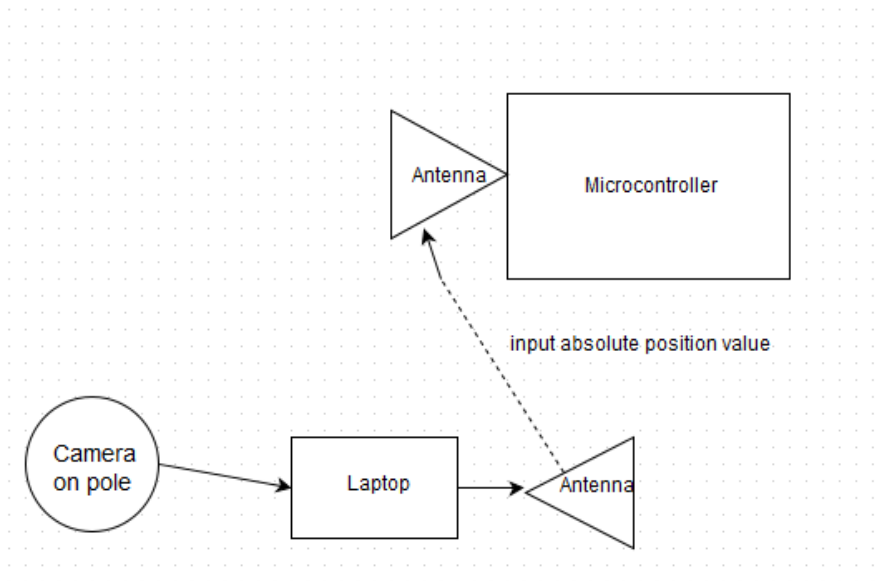 Antenna
Microcontroller
input absolute position value
Camera
on pole
Laptop
Antenna